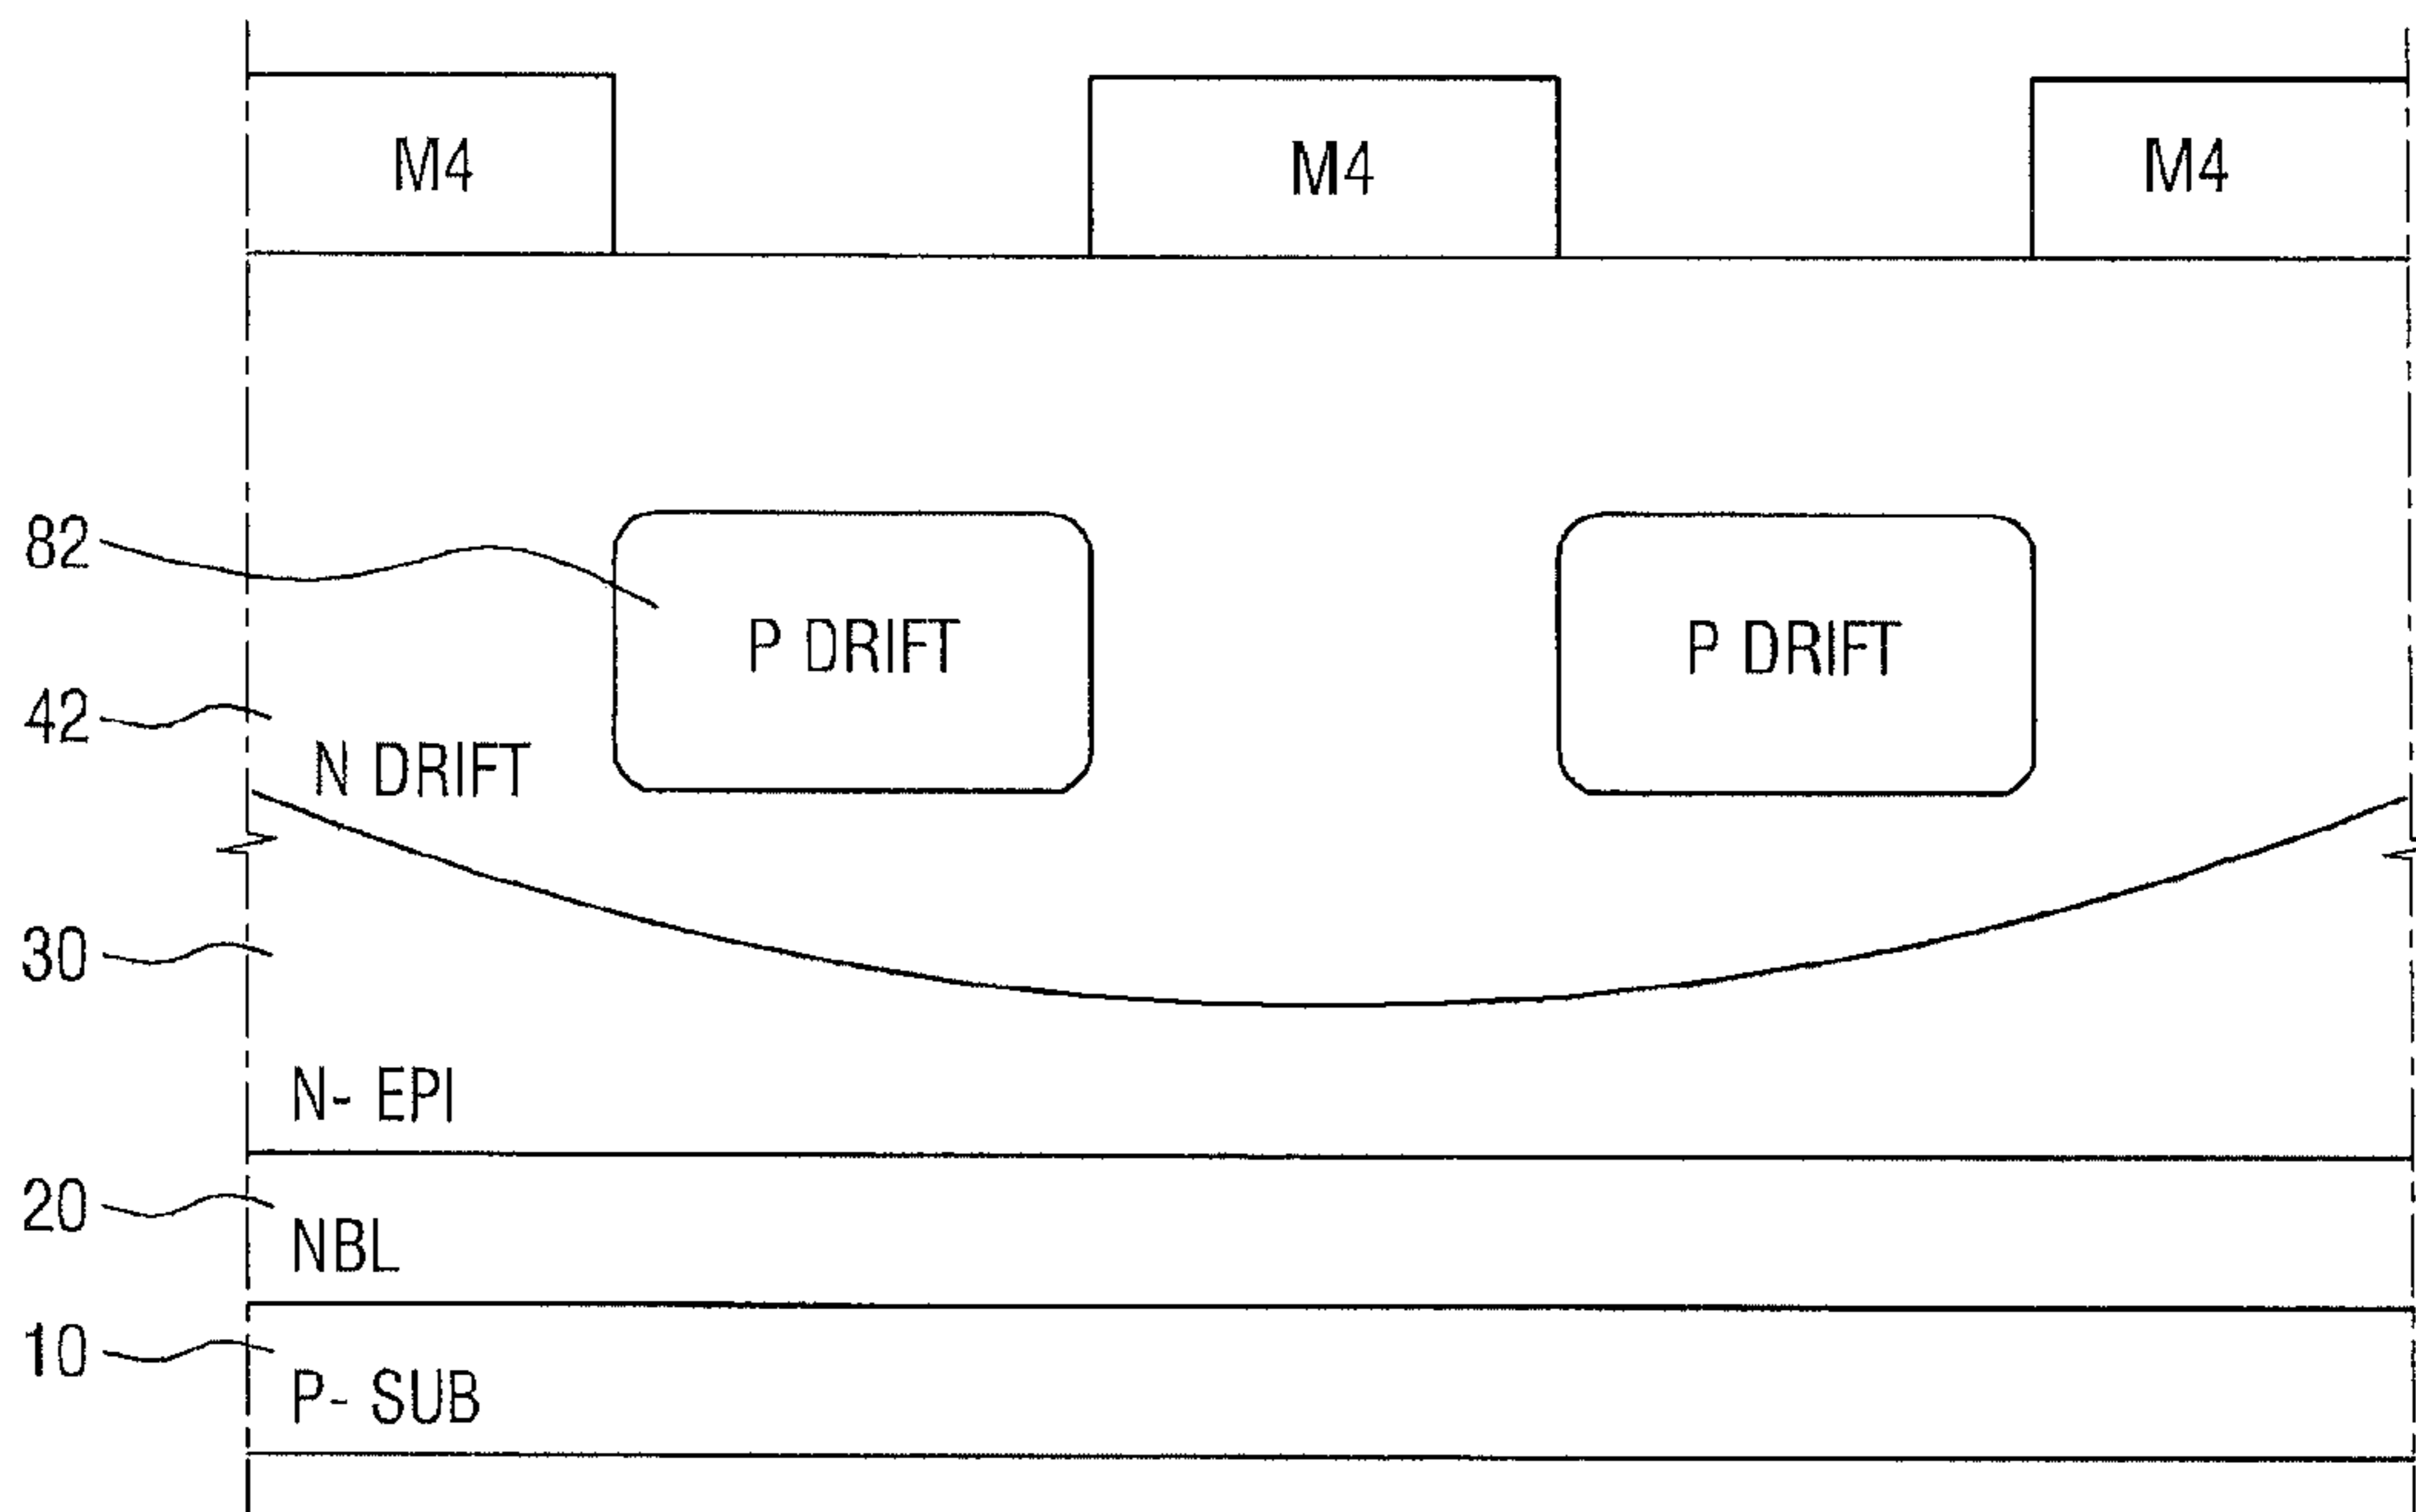 M4 M4 M4
82
P DRIFT P DRIFT
42
N DRIFT
30
N- EPI
20
NBL
10
P- SUB